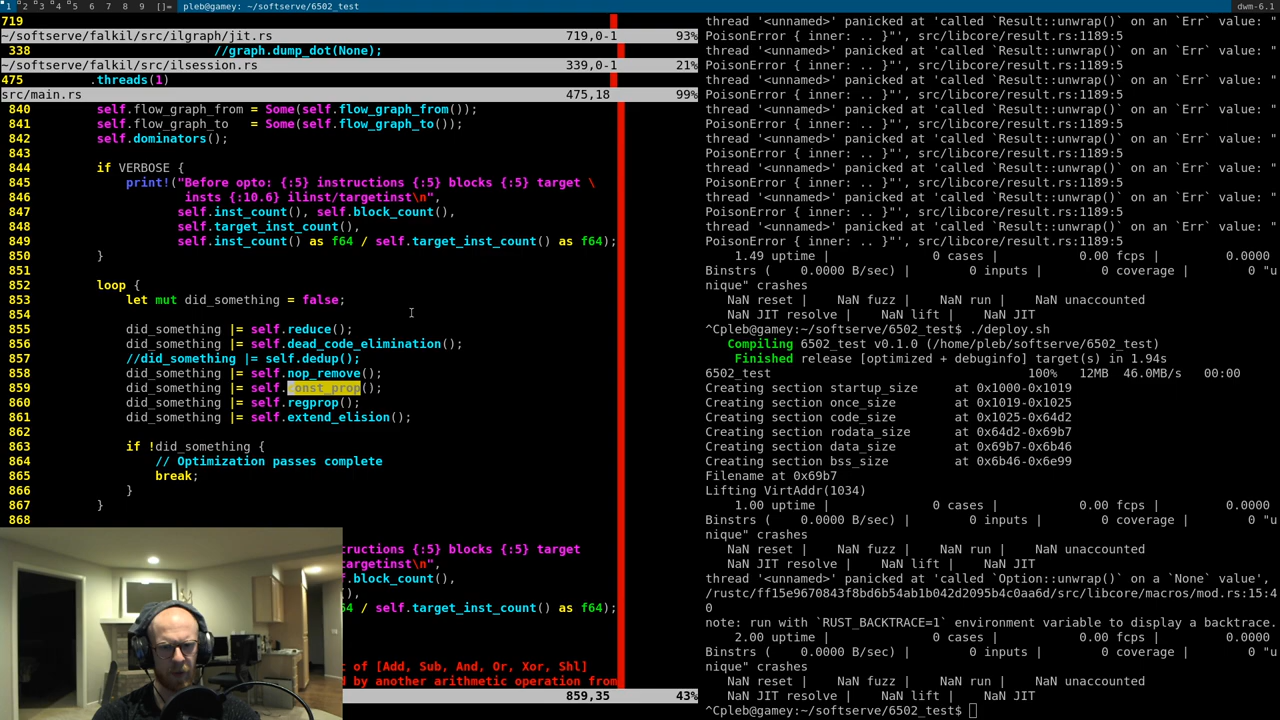 1 2 3 4 5 6 7 8 9 []= pleb@gamey: ~/softserve/6502_test dwm-6.1
719
~/softserve/falkil/src/ilgraph/jit.rs 719,0-1 93%
338 //graph.dump_dot(None);
~/softserve/falkil/src/ilsession.rs 339,0-1 21%
475 .threads(1)
src/main.rs 475,18 99%
840 self.flow_graph_from = Some(self.flow_graph_from());
841 self.flow_graph_to   = Some(self.flow_graph_to());
842 self.dominators();
843
844 if VERBOSE {
845 print!("Before opto: {:5} instructions {:5} blocks {:5} target \
846 insts {:10.6} ilinst/targetinst\n",
847 self.inst_count(), self.block_count(),
848 self.target_inst_count(),
849 self.inst_count() as f64 / self.target_inst_count() as f64);
850 }
851
852 loop {
853 let mut did_something = false;
854
855 did_something |= self.reduce();
856 did_something |= self.dead_code_elimination();
857 //did_something |= self.dedup();
858 did_something |= self.nop_remove();
859 did_something |= self.const_prop();
860 did_something |= self.regprop();
861 did_something |= self.extend_elision();
862
863 if !did_something {
864 // Optimization passes complete
865 break;
866 }
867 }
868
ructions {:5} blocks {:5} target
targetinst\n",
.block_count(),
),
64 / self.target_inst_count() as f64);
t of [Add, Sub, And, Or, Xor, Shl]
d by another arithmetic operation from
859,35 43%
thread '<unnamed>' panicked at 'called `Result::unwrap()` on an `Err` value: "
PoisonError { inner: .. }"', src/libcore/result.rs:1189:5
thread '<unnamed>' panicked at 'called `Result::unwrap()` on an `Err` value: "
PoisonError { inner: .. }"', src/libcore/result.rs:1189:5
thread '<unnamed>' panicked at 'called `Result::unwrap()` on an `Err` value: "
PoisonError { inner: .. }"', src/libcore/result.rs:1189:5
thread '<unnamed>' panicked at 'called `Result::unwrap()` on an `Err` value: "
PoisonError { inner: .. }"', src/libcore/result.rs:1189:5
thread '<unnamed>' panicked at 'called `Result::unwrap()` on an `Err` value: "
PoisonError { inner: .. }"', src/libcore/result.rs:1189:5
thread '<unnamed>' panicked at 'called `Result::unwrap()` on an `Err` value: "
PoisonError { inner: .. }"', src/libcore/result.rs:1189:5
thread '<unnamed>' panicked at 'called `Result::unwrap()` on an `Err` value: "
PoisonError { inner: .. }"', src/libcore/result.rs:1189:5
thread '<unnamed>' panicked at 'called `Result::unwrap()` on an `Err` value: "
PoisonError { inner: .. }"', src/libcore/result.rs:1189:5
1.49 uptime | 0 cases | 0.00 fcps | 0.0000
Binstrs ( 0.0000 B/sec) | 0 inputs | 0 coverage | 0 "u
nique" crashes
NaN reset | NaN fuzz | NaN run | NaN unaccounted
NaN JIT resolve | NaN lift | NaN JIT
^Cpleb@gamey:~/softserve/6502_test$ ./deploy.sh
Compiling 6502_test v0.1.0 (/home/pleb/softserve/6502_test)
Finished release [optimized + debuginfo] target(s) in 1.94s
6502_test 100% 12MB 46.0MB/s 00:00
Creating section startup_size at 0x1000-0x1019
Creating section once_size at 0x1019-0x1025
Creating section code_size at 0x1025-0x64d2
Creating section rodata_size at 0x64d2-0x69b7
Creating section data_size at 0x69b7-0x6b46
Creating section bss_size at 0x6b46-0x6e99
Filename at 0x69b7
Lifting VirtAddr(1034)
1.00 uptime | 0 cases | 0.00 fcps | 0.0000
Binstrs ( 0.0000 B/sec) | 0 inputs | 0 coverage | 0 "u
nique" crashes
NaN reset | NaN fuzz | NaN run | NaN unaccounted
NaN JIT resolve | NaN lift | NaN JIT
thread '<unnamed>' panicked at 'called `Option::unwrap()` on a `None` value',
/rustc/ff15e9670843f8bd6b54ab1b042d2095b4c0aa6d/src/libcore/macros/mod.rs:15:4
0
note: run with `RUST_BACKTRACE=1` environment variable to display a backtrace.
2.00 uptime | 0 cases | 0.00 fcps | 0.0000
Binstrs ( 0.0000 B/sec) | 0 inputs | 0 coverage | 0 "u
nique" crashes
NaN reset | NaN fuzz | NaN run | NaN unaccounted
NaN JIT resolve | NaN lift | NaN JIT
^Cpleb@gamey:~/softserve/6502_test$